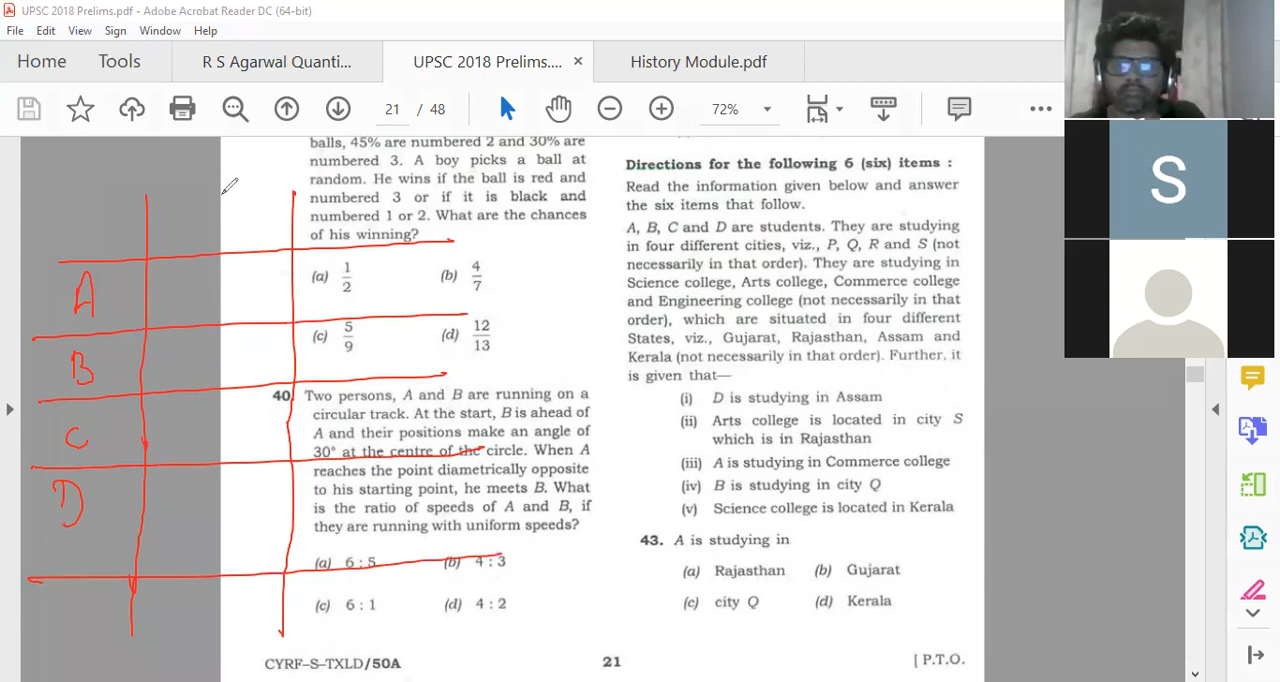 UPSC 2018 Prelims.pdf - Adobe Acrobat Reader DC (64-bit)
File Edit View Sign Window Help
Home Tools R S Agarwal Quanti... UPSC 2018 Prelims.... × History Module.pdf
21 / 48 72%
balls, 45% are numbered 2 and 30% are
numbered 3. A boy picks a ball at
random. He wins if the ball is red and
numbered 3 or if it is black and
numbered 1 or 2. What are the chances
of his winning?
(a) 1/2 (b) 4/7
(c) 5/9 (d) 12/13
40. Two persons, A and B are running on a
circular track. At the start, B is ahead of
A and their positions make an angle of
30° at the centre of the circle. When A
reaches the point diametrically opposite
to his starting point, he meets B. What
is the ratio of speeds of A and B, if
they are running with uniform speeds?
(a) 6 : 5 (b) 4 : 3
(c) 6 : 1 (d) 4 : 2
CYRF-S-TXLD/50A
A
B
C
D
Directions for the following 6 (six) items :
Read the information given below and answer
the six items that follow.
A, B, C and D are students. They are studying
in four different cities, viz., P, Q, R and S (not
necessarily in that order). They are studying in
Science college, Arts college, Commerce college
and Engineering college (not necessarily in that
order), which are situated in four different
States, viz., Gujarat, Rajasthan, Assam and
Kerala (not necessarily in that order). Further, it
is given that—
(i) D is studying in Assam
(ii) Arts college is located in city S
which is in Rajasthan
(iii) A is studying in Commerce college
(iv) B is studying in city Q
(v) Science college is located in Kerala
43. A is studying in
(a) Rajasthan (b) Gujarat
(c) city Q (d) Kerala
21
[ P.T.O.
S